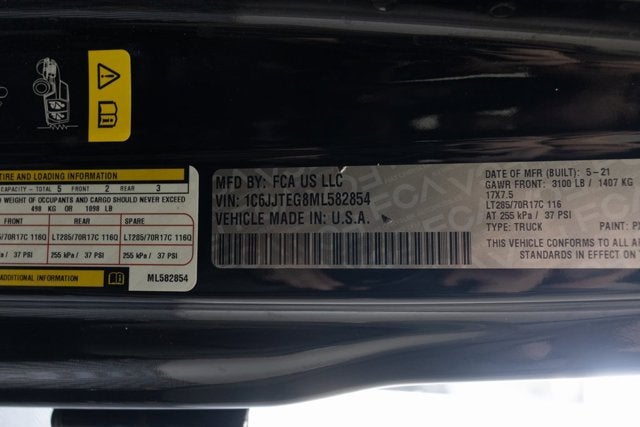 TIRE AND LOADING INFORMATION
CAPACITY - TOTAL 5 FRONT 2 REAR 3
WEIGHT OF OCCUPANTS AND CARGO SHOULD NEVER EXCEED
498 KG OR 1098 LB
FRONT REAR SPARE
/70R17C 116Q LT285/70R17C 116Q LT285/70R17C 116Q
/ 37 PSI 255 kPa / 37 PSI 255 kPa / 37 PSI
ADDITIONAL INFORMATION ML582854
MFD BY: FCA US LLC
VIN: 1C6JJTEG8ML582854
VEHICLE MADE IN U.S.A.
DATE OF MFR (BUILT): 5-21
GAWR FRONT: 3100 LB / 1407 KG
17X7.5
LT285/70R17C 116
AT 255 kPa / 37 PSI
TYPE: TRUCK PAINT:
THIS VEHICLE CONFORMS TO ALL
STANDARDS IN EFFECT ON